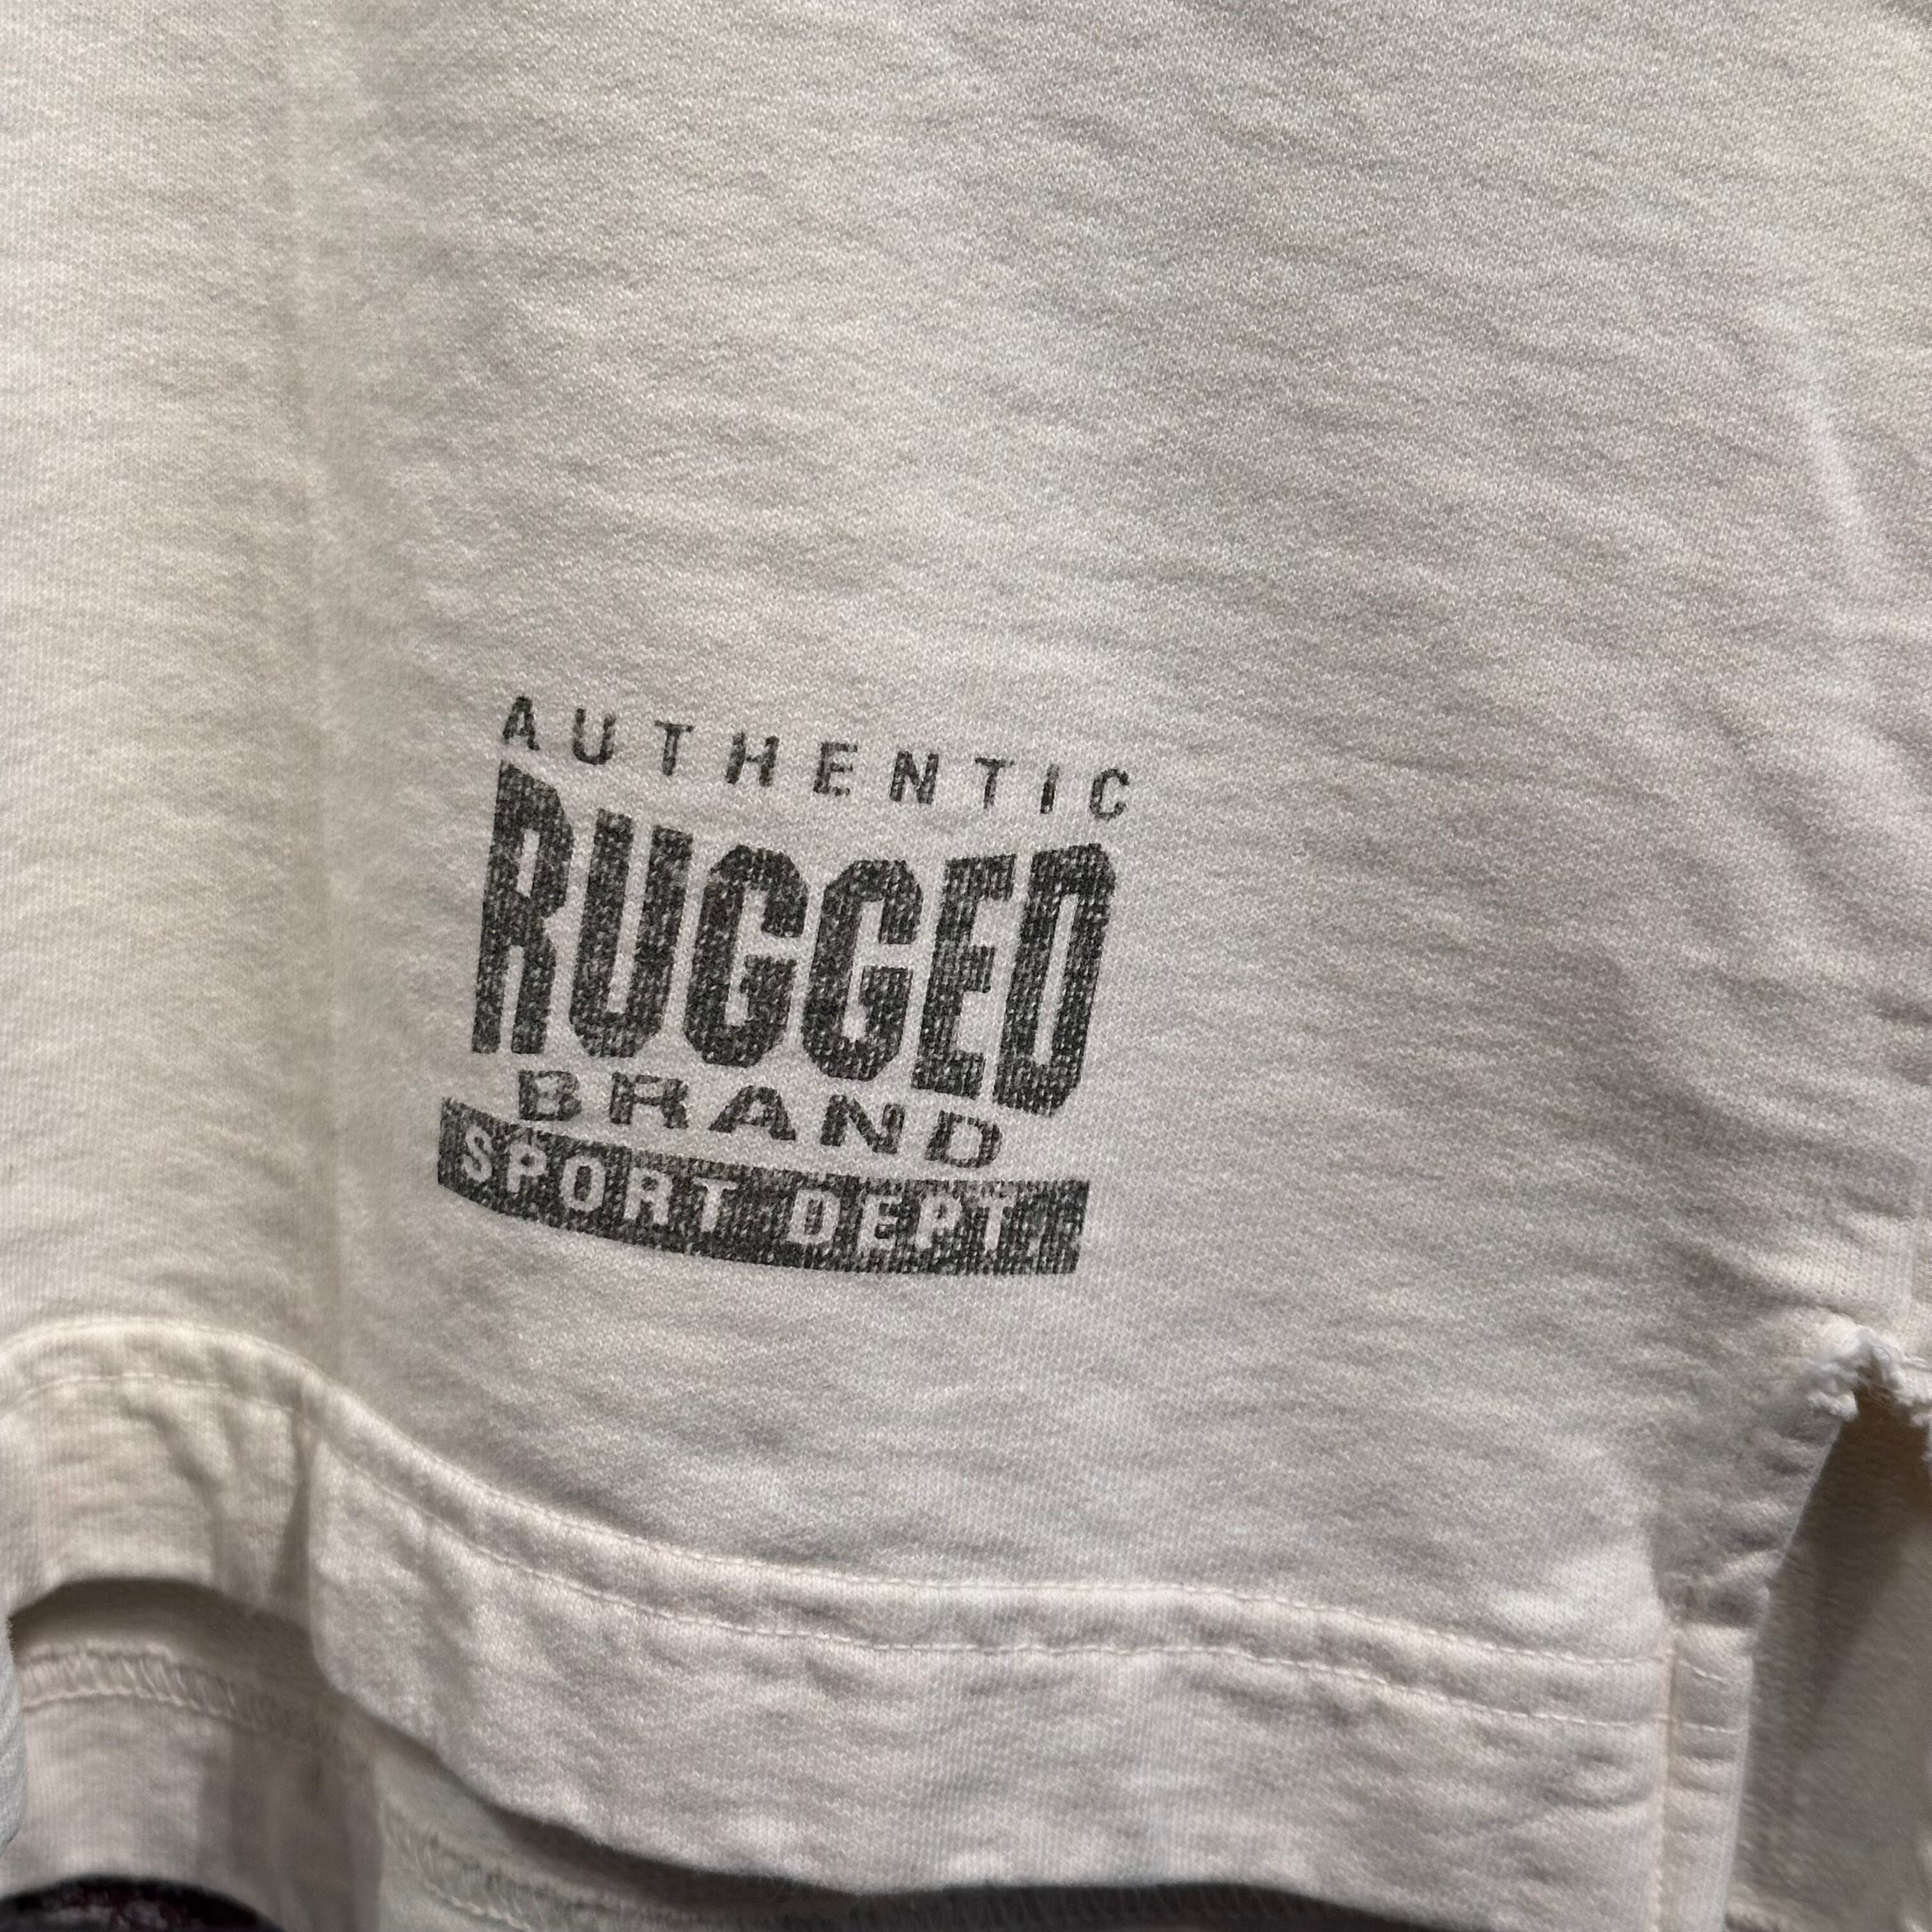 AUTHENTIC
RUGGED
BRAND
SPORT DEPT.